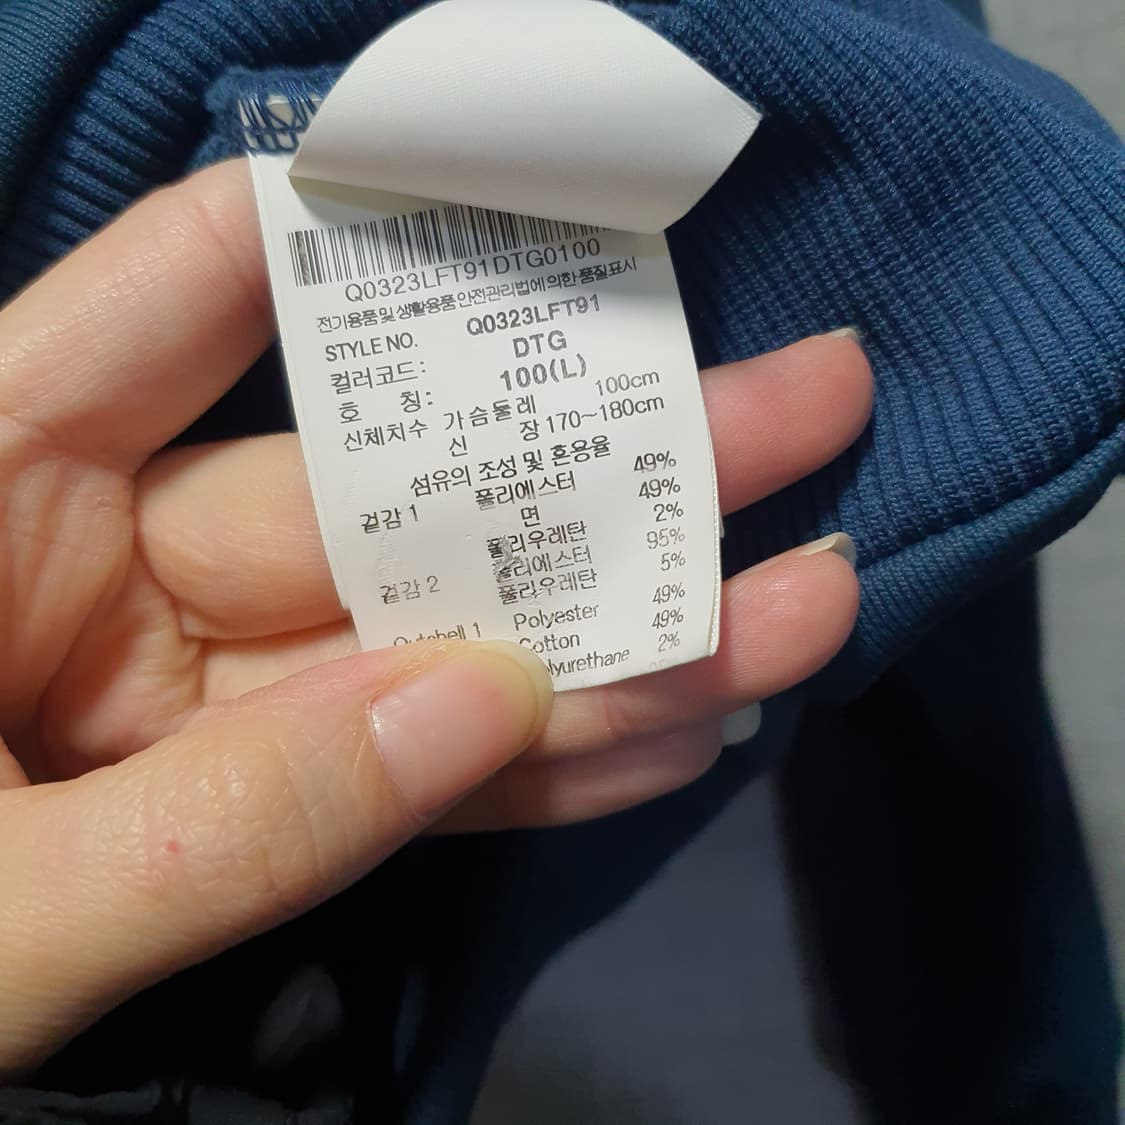 Q0323LFT91DTG0100
전기용품및생활용품안전관리법에의한품질표시
STYLE NO. Q0323LFT91
컬러코드: DTG
호 칭: 100(L)
신체치수 가슴둘레 100cm
신 장 170~180cm
섬유의 조성 및 혼용율
겉감 1 폴리에스터 49%
면 49%
폴리우레탄 2%
겉감 2 폴리에스터 95%
폴리우레탄 5%
Outshell 1 Polyester 49%
Cotton 49%
lyurethane 2%